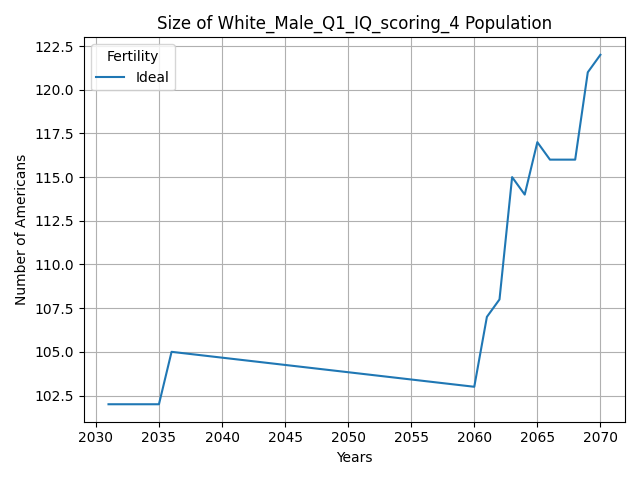 Size of White_Male_Q1_IQ_scoring_4 Population
Fertility
Ideal
Number of Americans
122.5
120.0
117.5
115.0
112.5
110.0
107.5
105.0
102.5
2030 2035 2040 2045 2050 2055 2060 2065 2070
Years